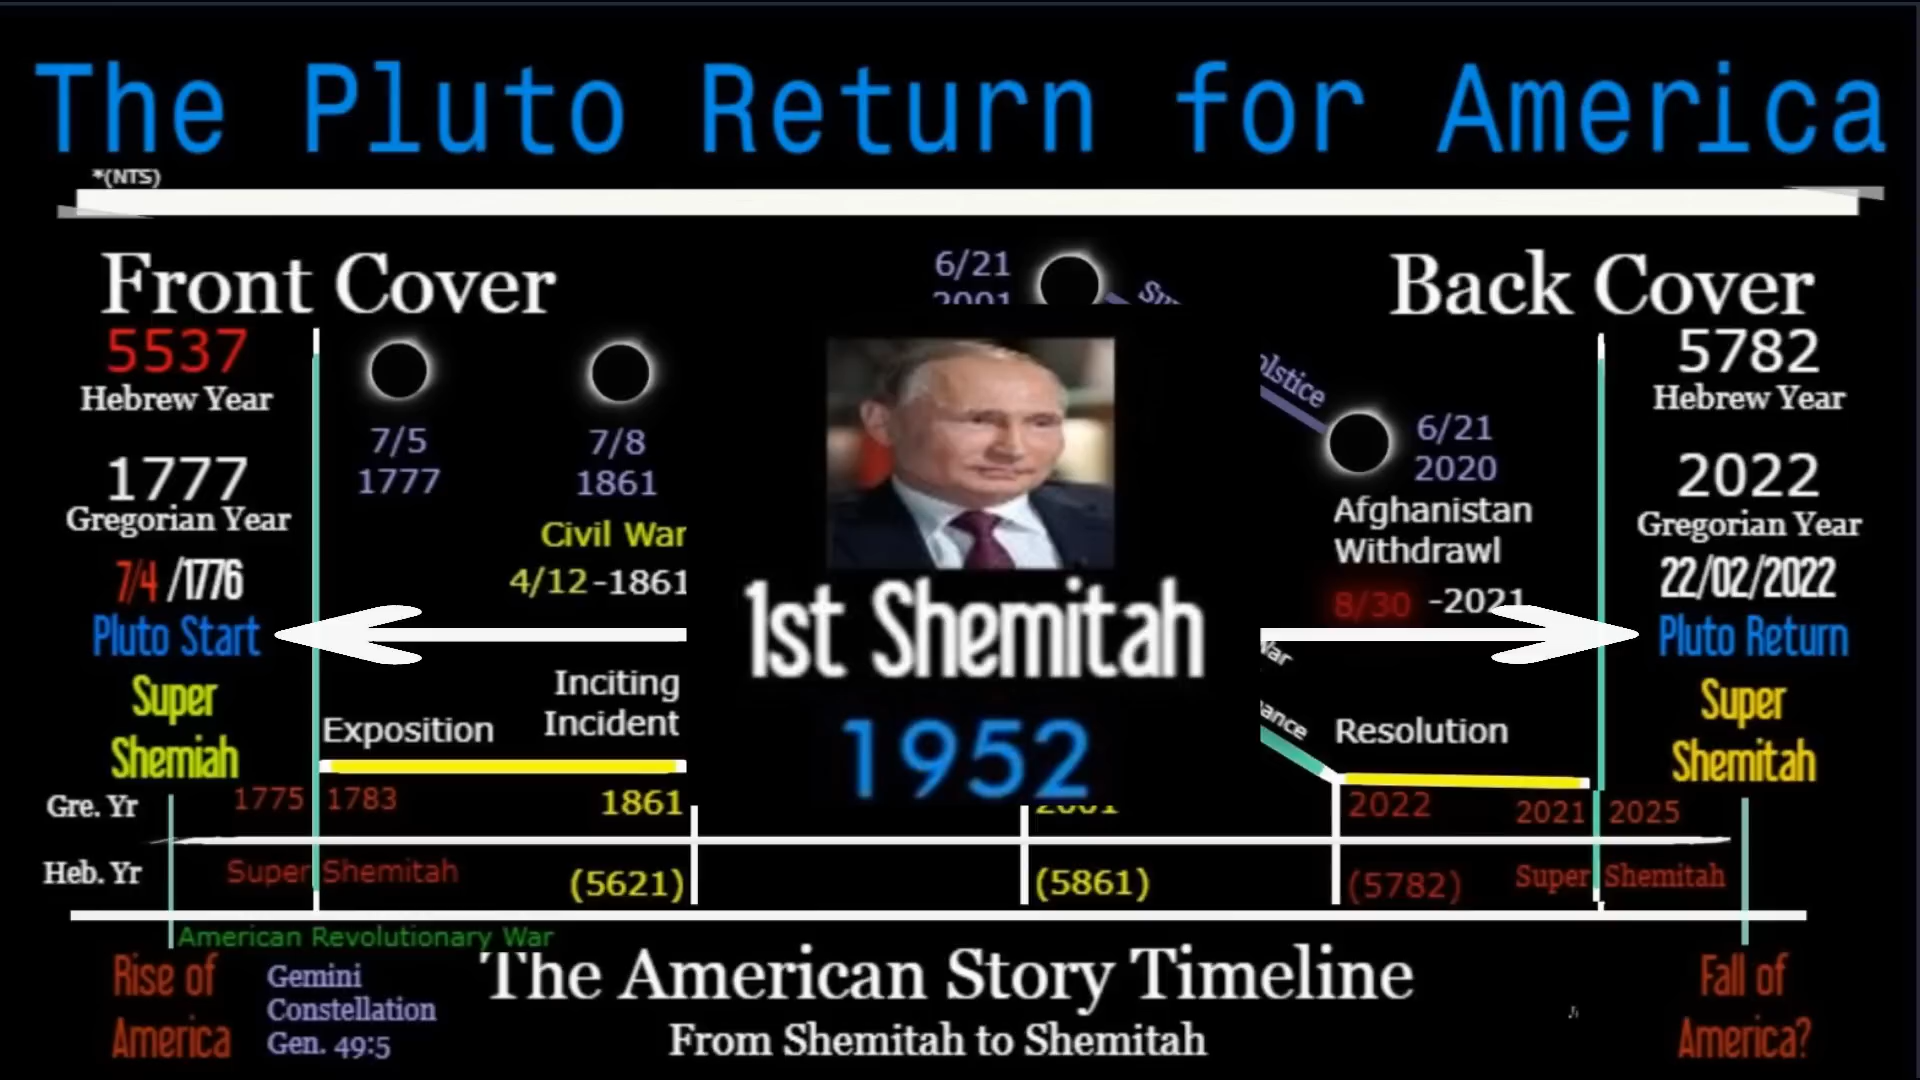 The Pluto Return for America
*(NTS)
Front Cover
5537
Hebrew Year
1777
Gregorian Year
7/4 /1776
Pluto Start
Super
Shemiah
7/5
1777
7/8
1861
Civil War
4/12-1861
Inciting
Incident
Exposition
6/21
2001
1st Shemitah
1952
olstice
6/21
2020
Afghanistan
Withdrawl
8/30 -2021
Resolution
Back Cover
5782
Hebrew Year
2022
Gregorian Year
22/02/2022
Pluto Return
Super
Shemitah
Gre. Yr 1775 1783 1861 2001 2022 2021 2025
Heb. Yr Super Shemitah (5621) (5861) (5782) Super Shemitah
American Revolutionary War
Rise of
America
Gemini
Constellation
Gen. 49:5
The American Story Timeline
From Shemitah to Shemitah
Fall of
America?